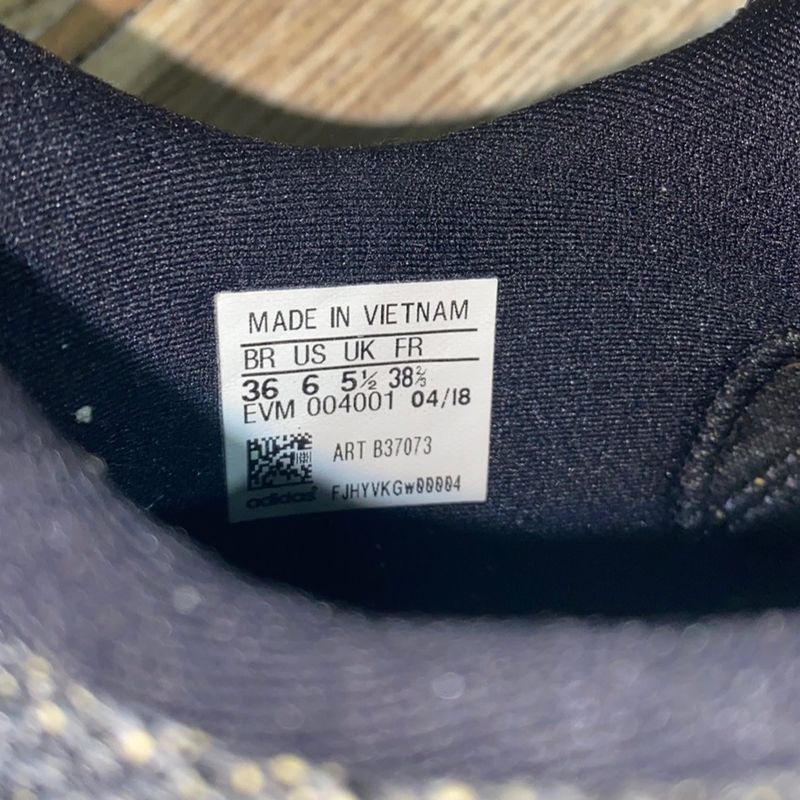 MADE IN VIETNAM
BR US UK FR
36 6 5½ 38⅔
EVM 004001 04/18
ART B37073
adidas FJHYVKGw00004